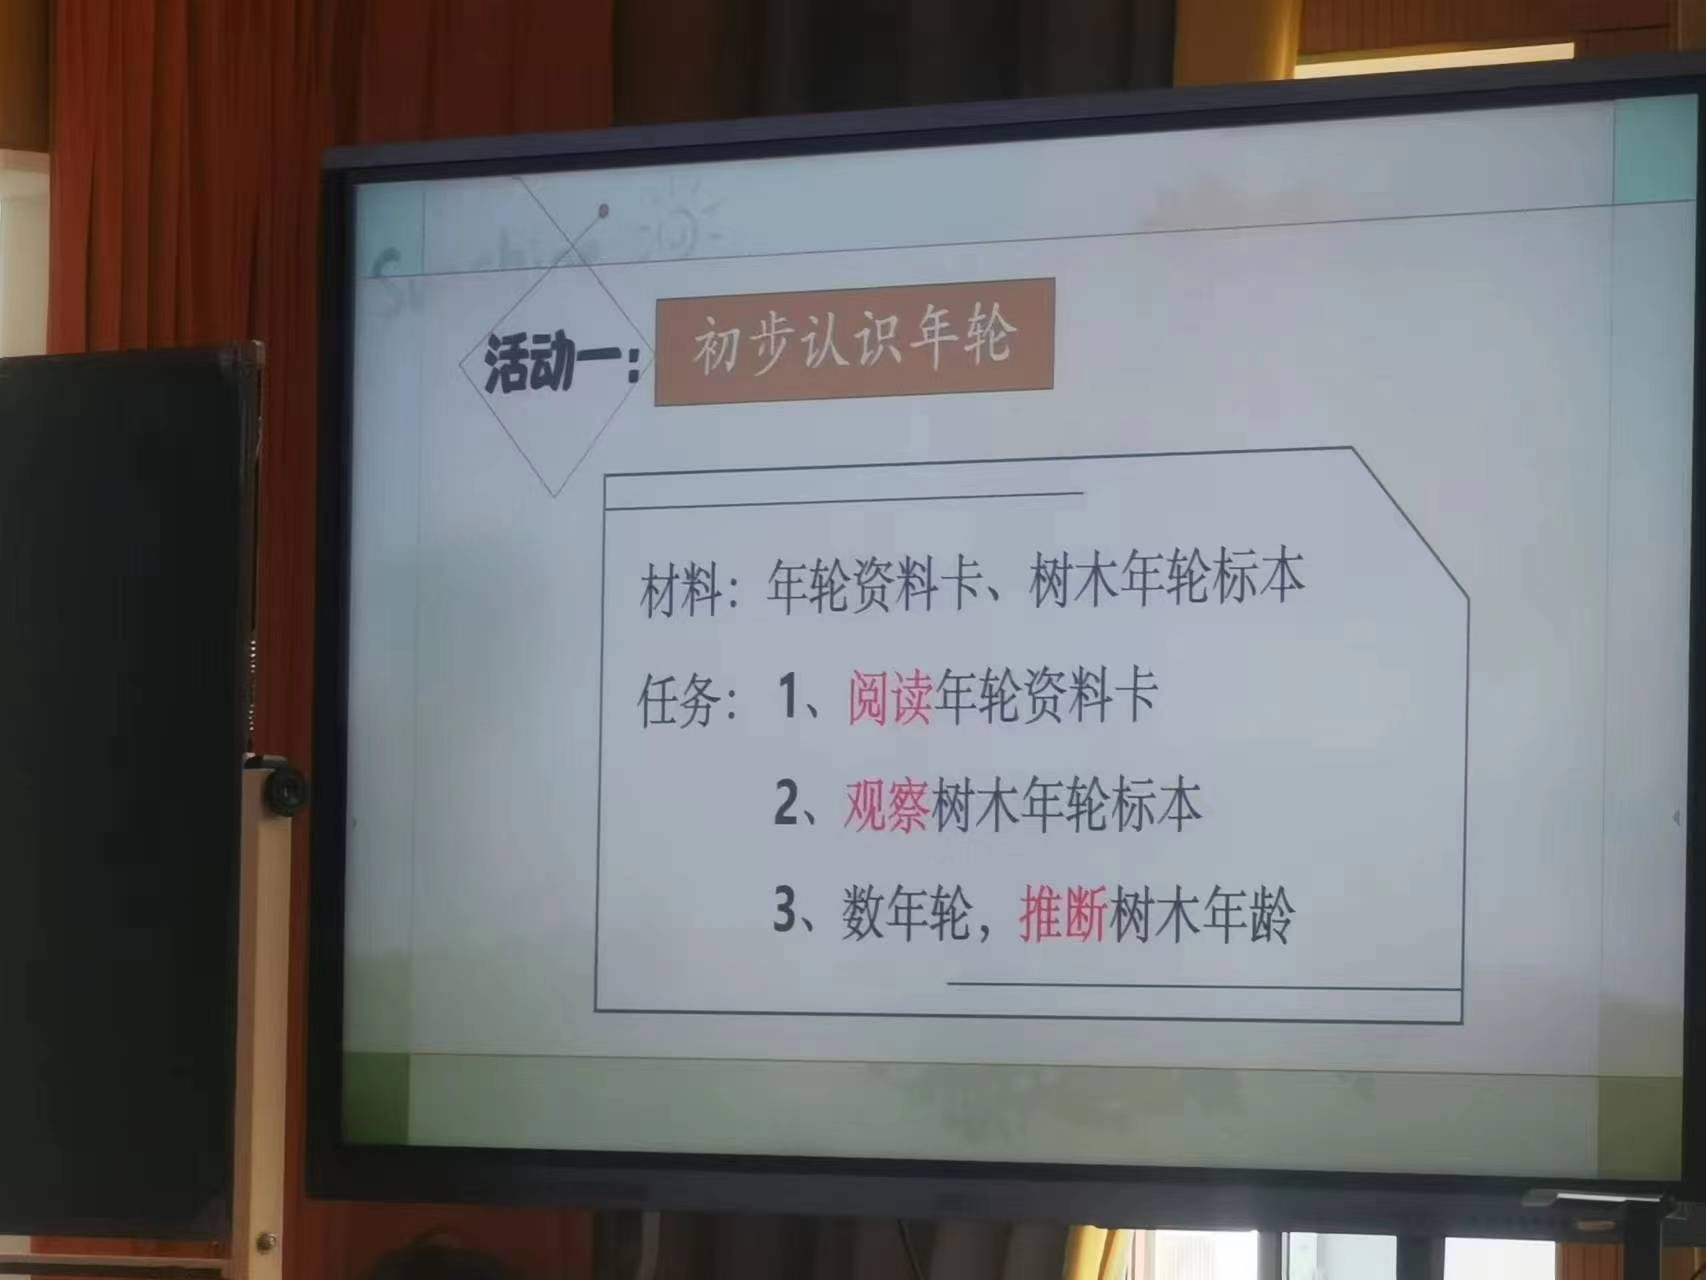 活动一：
初步认识年轮
材料：年轮资料卡、树木年轮标本
任务：1、阅读年轮资料卡
2、观察树木年轮标本
3、数年轮，推断树木年龄